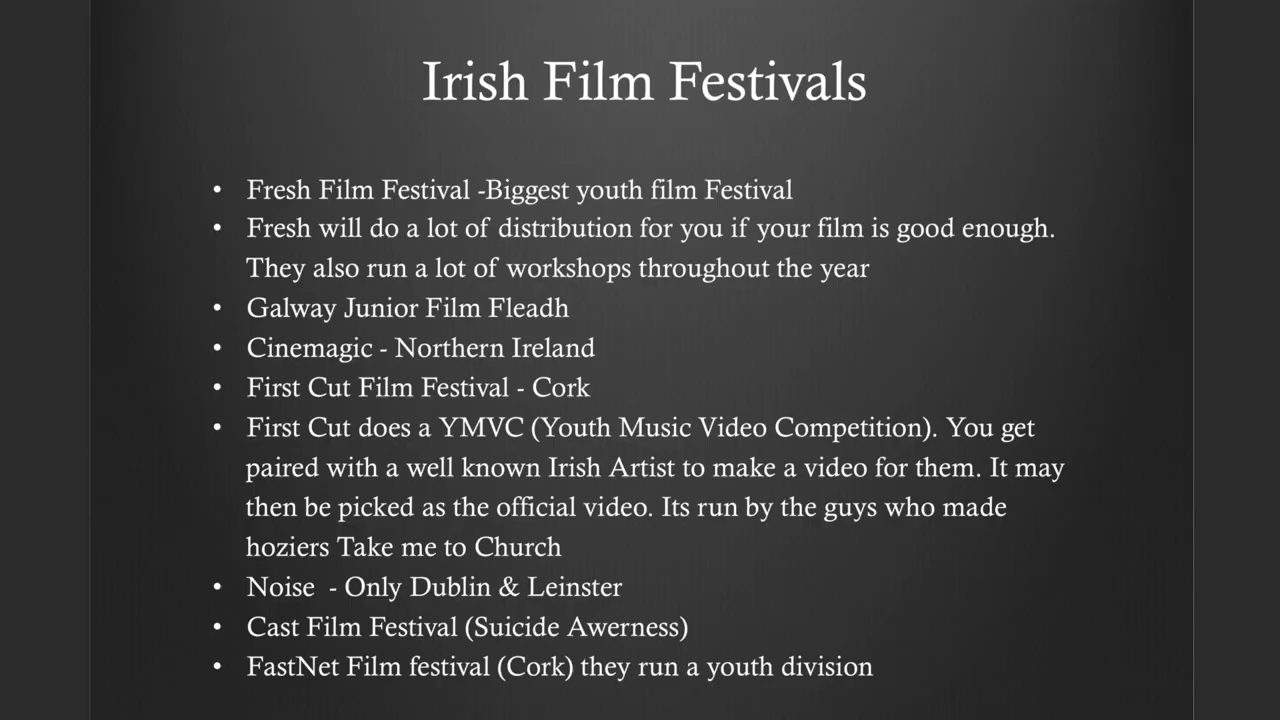 Irish Film Festivals
• Fresh Film Festival -Biggest youth film Festival
• Fresh will do a lot of distribution for you if your film is good enough.
They also run a lot of workshops throughout the year
• Galway Junior Film Fleadh
• Cinemagic - Northern Ireland
• First Cut Film Festival - Cork
• First Cut does a YMVC (Youth Music Video Competition). You get
paired with a well known Irish Artist to make a video for them. It may
then be picked as the official video. Its run by the guys who made
hoziers Take me to Church
• Noise  - Only Dublin & Leinster
• Cast Film Festival (Suicide Awerness)
• FastNet Film festival (Cork) they run a youth division